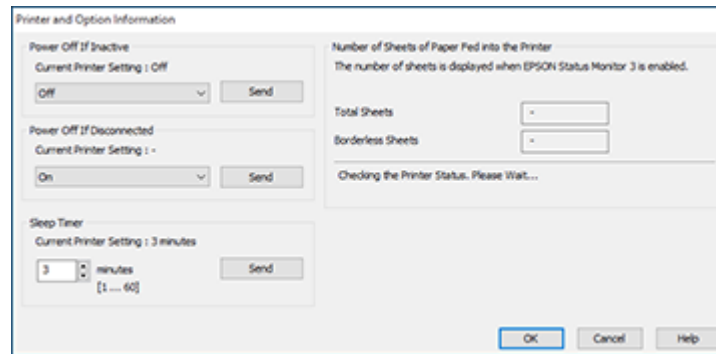 Printer and Option Information
Power Off If Inactive
Current Printer Setting : Off
Off
Send
Power Off If Disconnected
Current Printer Setting : -
On
Send
Sleep Timer
Current Printer Setting : 3 minutes
3
minutes
Send
[1 .... 60]
Number of Sheets of Paper Fed into the Printer
The number of sheets is displayed when EPSON Status Monitor 3 is enabled.
Total Sheets
-
Borderless Sheets
-
Checking the Printer Status. Please Wait...
OK
Cancel
Help